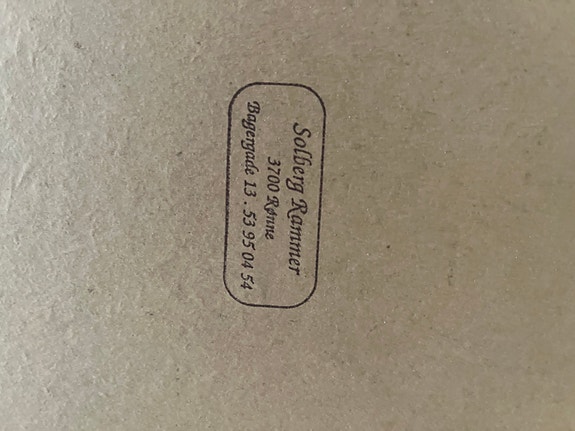 Solberg Rammer
3700 Rønne
Bagergade 13 . 53 95 04 54